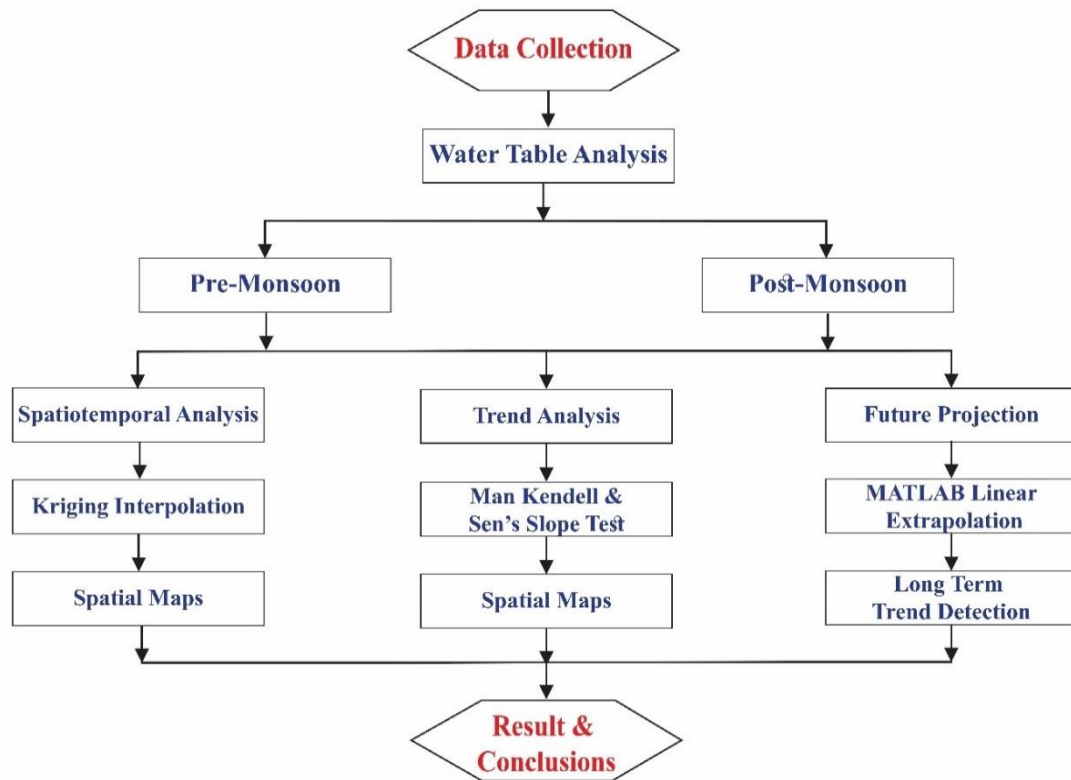 Data Collection
Water Table Analysis
Pre-Monsoon
Post-Monsoon
Spatiotemporal Analysis
Trend Analysis
Future Projection
Kriging Interpolation
Man Kendell &
Sen's Slope Test
MATLAB Linear
Extrapolation
Spatial Maps
Spatial Maps
Long Term
Trend Detection
Result &
Conclusions